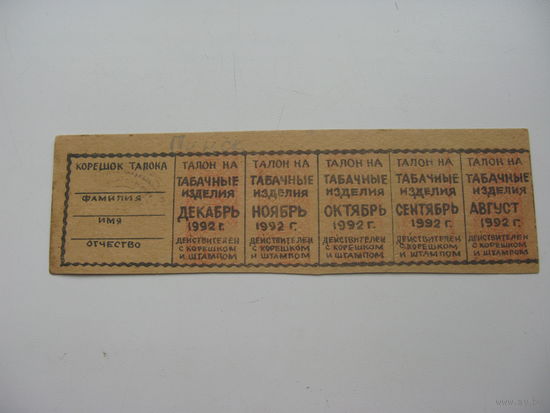 КОРЕШОК ТАЛОНА
ФАМИЛИЯ
ИМЯ
ОТЧЕСТВО
ТАЛОН НА
ТАБАЧНЫЕ
ИЗДЕЛИЯ
ДЕКАБРЬ
1992 г.
ДЕЙСТВИТЕЛЕН
С КОРЕШКОМ
И ШТАМПОМ
ТАЛОН НА
ТАБАЧНЫЕ
ИЗДЕЛИЯ
НОЯБРЬ
1992 г.
ДЕЙСТВИТЕЛЕН
С КОРЕШКОМ
И ШТАМПОМ
ТАЛОН НА
ТАБАЧНЫЕ
ИЗДЕЛИЯ
ОКТЯБРЬ
1992 г.
ДЕЙСТВИТЕЛЕН
С КОРЕШКОМ
И ШТАМПОМ
ТАЛОН НА
ТАБАЧНЫЕ
ИЗДЕЛИЯ
СЕНТЯБРЬ
1992 г.
ДЕЙСТВИТЕЛЕН
С КОРЕШКОМ
И ШТАМПОМ
ТАЛОН НА
ТАБАЧНЫЕ
ИЗДЕЛИЯ
АВГУСТ
1992 г.
ДЕЙСТВИТЕЛЕН
С КОРЕШКОМ
И ШТАМПОМ